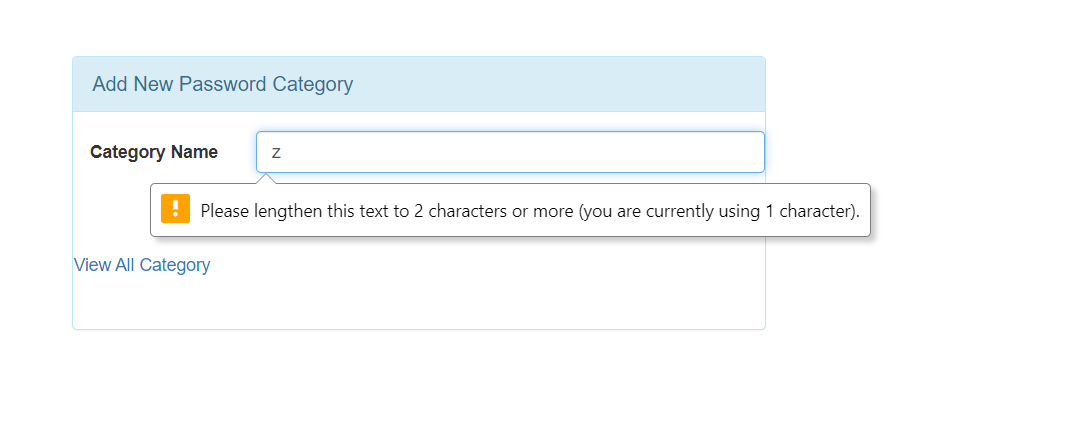 Add New Password Category
Category Name
z
Please lengthen this text to 2 characters or more (you are currently using 1 character).
View All Category